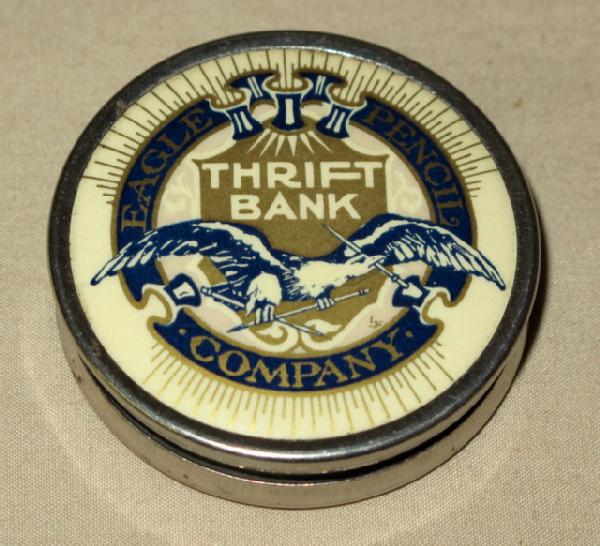 EAGLE PENCIL
THRIFT
BANK
·COMPANY·